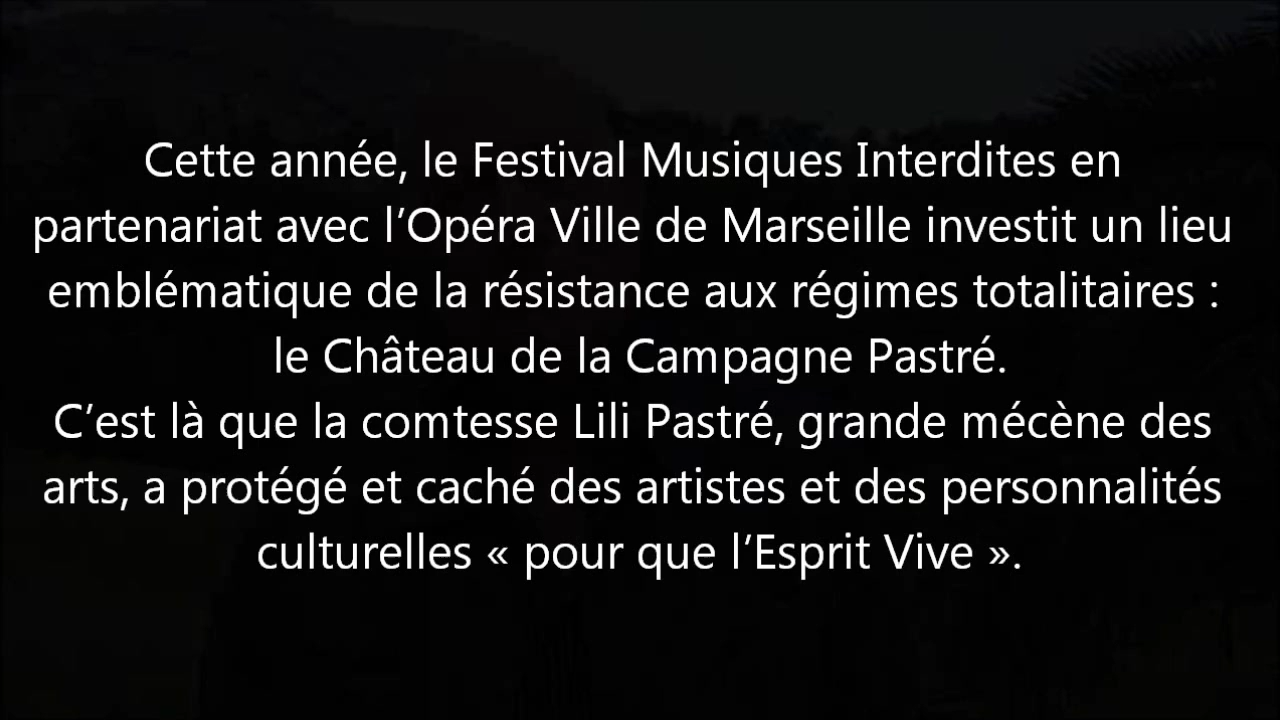 Cette année, le Festival Musiques Interdites en
partenariat avec l’Opéra Ville de Marseille investit un lieu
emblématique de la résistance aux régimes totalitaires :
le Château de la Campagne Pastré.
C’est là que la comtesse Lili Pastré, grande mécène des
arts, a protégé et caché des artistes et des personnalités
culturelles « pour que l’Esprit Vive ».